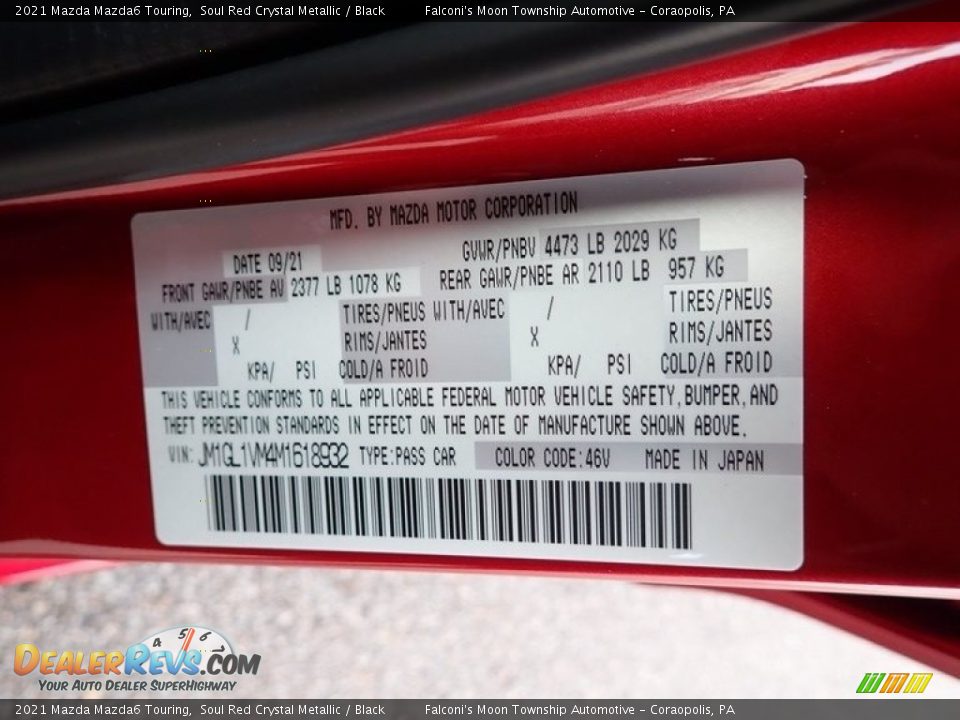 2021 Mazda Mazda6 Touring, Soul Red Crystal Metallic / Black Falconi's Moon Township Automotive - Coraopolis, PA
MFD. BY MAZDA MOTOR CORPORATION
DATE 09/21 GVWR/PNBV 4473 LB 2029 KG
FRONT GAWR/PNBE AV 2377 LB 1078 KG REAR GAWR/PNBE AR 2110 LB 957 KG
WITH/AVEC / TIRES/PNEUS WITH/AVEC / TIRES/PNEUS
X RIMS/JANTES X RIMS/JANTES
KPA/ PSI COLD/A FROID KPA/ PSI COLD/A FROID
THIS VEHICLE CONFORMS TO ALL APPLICABLE FEDERAL MOTOR VEHICLE SAFETY, BUMPER, AND
THEFT PREVENTION STANDARDS IN EFFECT ON THE DATE OF MANUFACTURE SHOWN ABOVE.
VIN: JM1GL1VM4M1618932 TYPE:PASS CAR COLOR CODE:46V MADE IN JAPAN
4 5 6
DEALERREVS.COM
YOUR AUTO DEALER SUPERHIGHWAY
2021 Mazda Mazda6 Touring, Soul Red Crystal Metallic / Black Falconi's Moon Township Automotive - Coraopolis, PA